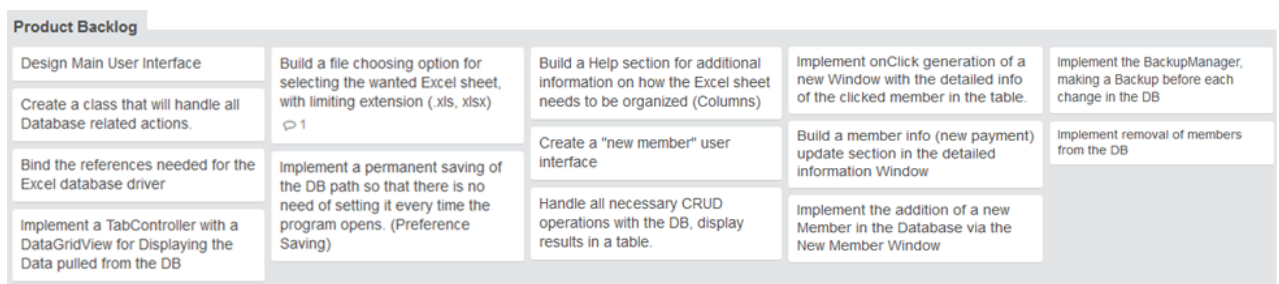 Product Backlog
Design Main User Interface
Create a class that will handle all
Database related actions.
Bind the references needed for the
Excel database driver
Implement a TabController with a
DataGridView for Displaying the
Data pulled from the DB
Build a file choosing option for
selecting the wanted Excel sheet,
with limiting extension (.xls, xlsx)
1
Implement a permanent saving of
the DB path so that there is no
need of setting it every time the
program opens. (Preference
Saving)
Build a Help section for additional
information on how the Excel sheet
needs to be organized (Columns)
Create a "new member" user
interface
Handle all necessary CRUD
operations with the DB, display
results in a table.
Implement onClick generation of a
new Window with the detailed info
of the clicked member in the table.
Build a member info (new payment)
update section in the detailed
information Window
Implement the addition of a new
Member in the Database via the
New Member Window
Implement the BackupManager,
making a Backup before each
change in the DB
Implement removal of members
from the DB